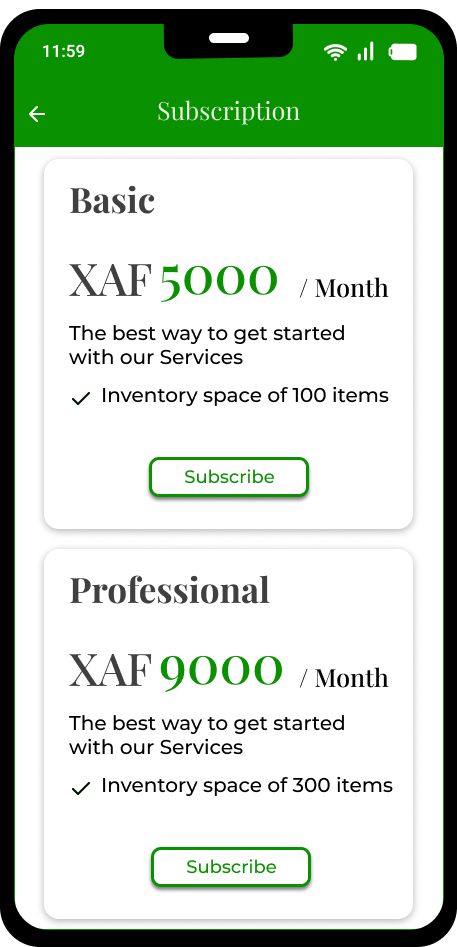 11:59
Subscription
Basic
XAF 5000 / Month
The best way to get started
with our Services
Inventory space of 100 items
Subscribe
Professional
XAF 9000 / Month
The best way to get started
with our Services
Inventory space of 300 items
Subscribe